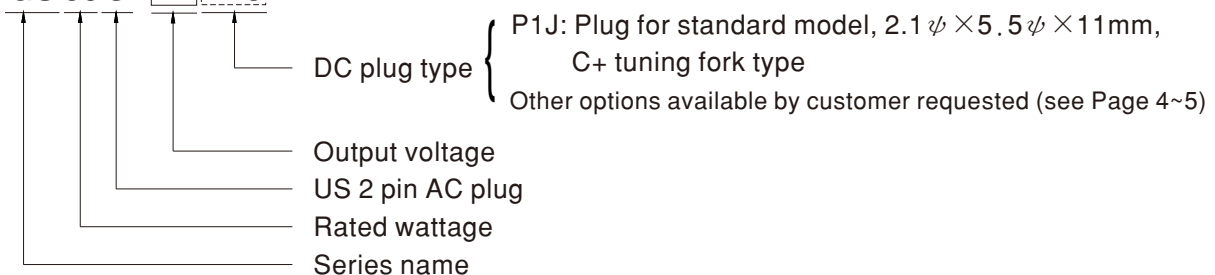 P1J: Plug for standard model, 2.1ψ×5.5ψ×11mm,
C+ tuning fork type
DC plug type
Other options available by customer requested (see Page 4~5)
Output voltage
US 2 pin AC plug
Rated wattage
Series name